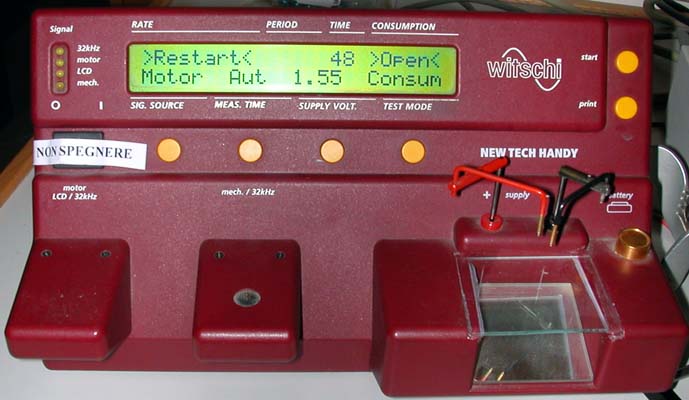 RATE PERIOD TIME CONSUMPTION
Signal
32kHz
motor
LCD
mech.
O I
>Restart< 48 >Open<
Motor Aut 1.55 Consum
SIG. SOURCE MEAS. TIME SUPPLY VOLT. TEST MODE
witschi
start
print
NON SPEGNERE
NEW TECH HANDY
motor
LCD / 32kHz
mech. / 32kHz
+ supply
battery